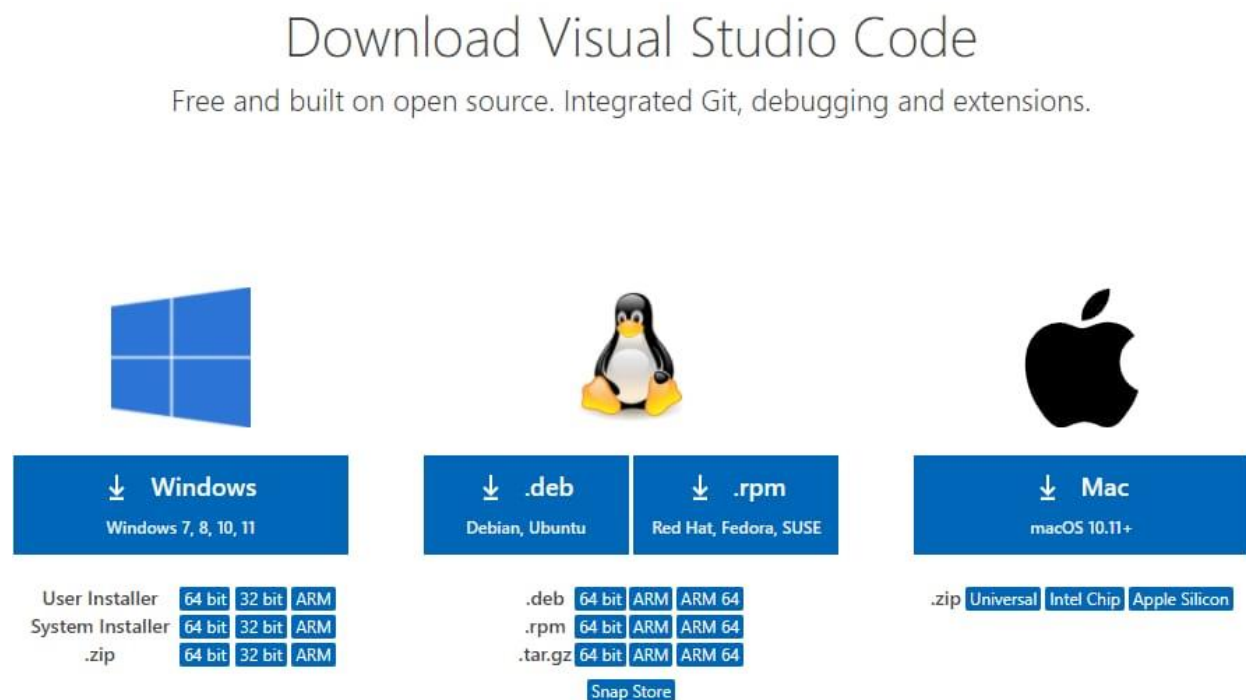 Download Visual Studio Code
Free and built on open source. Integrated Git, debugging and extensions.
Windows
Windows 7, 8, 10, 11
User Installer 64 bit 32 bit ARM
System Installer 64 bit 32 bit ARM
.zip 64 bit 32 bit ARM
.deb
Debian, Ubuntu
.rpm
Red Hat, Fedora, SUSE
.deb 64 bit ARM ARM 64
.rpm 64 bit ARM ARM 64
.tar.gz 64 bit ARM ARM 64
Snap Store
Mac
macOS 10.11+
.zip Universal Intel Chip Apple Silicon